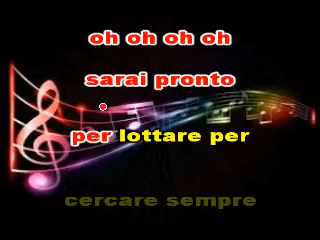 oh oh oh oh
sarai pronto
per lottare per
cercare sempre